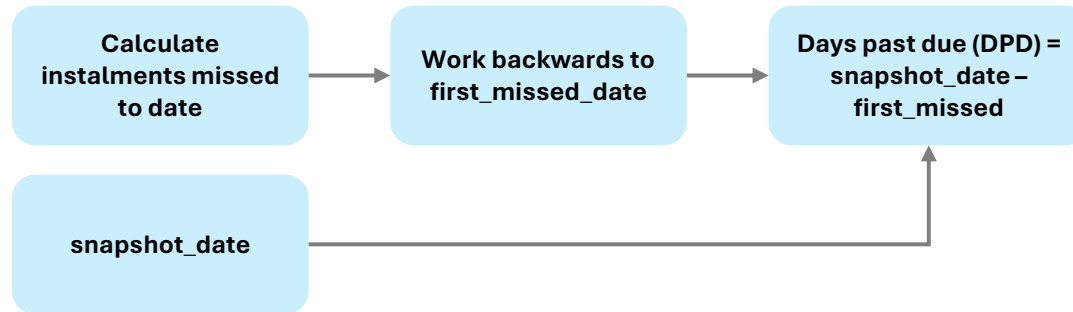 Calculate
instalments missed
to date
Work backwards to
first_missed_date
Days past due (DPD) =
snapshot_date –
first_missed
snapshot_date